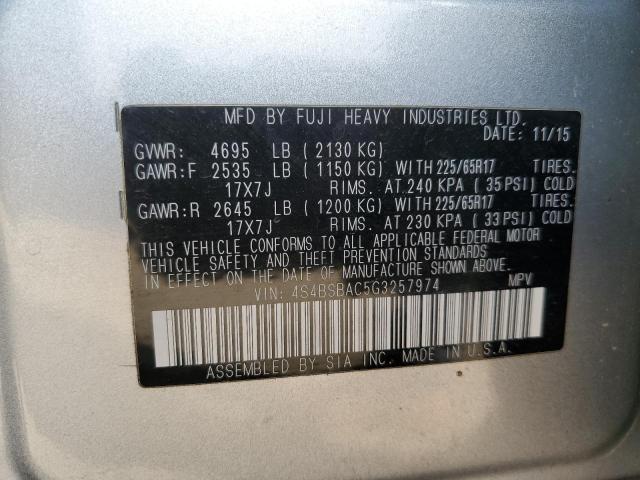 MFD BY FUJI HEAVY INDUSTRIES LTD.
DATE: 11/15
GVWR: 4695 LB (2130 KG)
GAWR:F 2535 LB (1150 KG) WITH 225/65R17 TIRES.
17X7J RIMS. AT 240 KPA (35 PSI) COLD
GAWR:R 2645 LB (1200 KG) WITH 225/65R17 TIRES.
17X7J RIMS. AT 230 KPA (33 PSI) COLD
THIS VEHICLE CONFORMS TO ALL APPLICABLE FEDERAL MOTOR
VEHICLE SAFETY, BUMPER, AND THEFT PREVENTION STANDARDS
IN EFFECT ON THE DATE OF MANUFACTURE SHOWN ABOVE.
VIN: 4S4BSBAC5G3257974 MPV
ASSEMBLED BY SIA INC. MADE IN U.S.A.